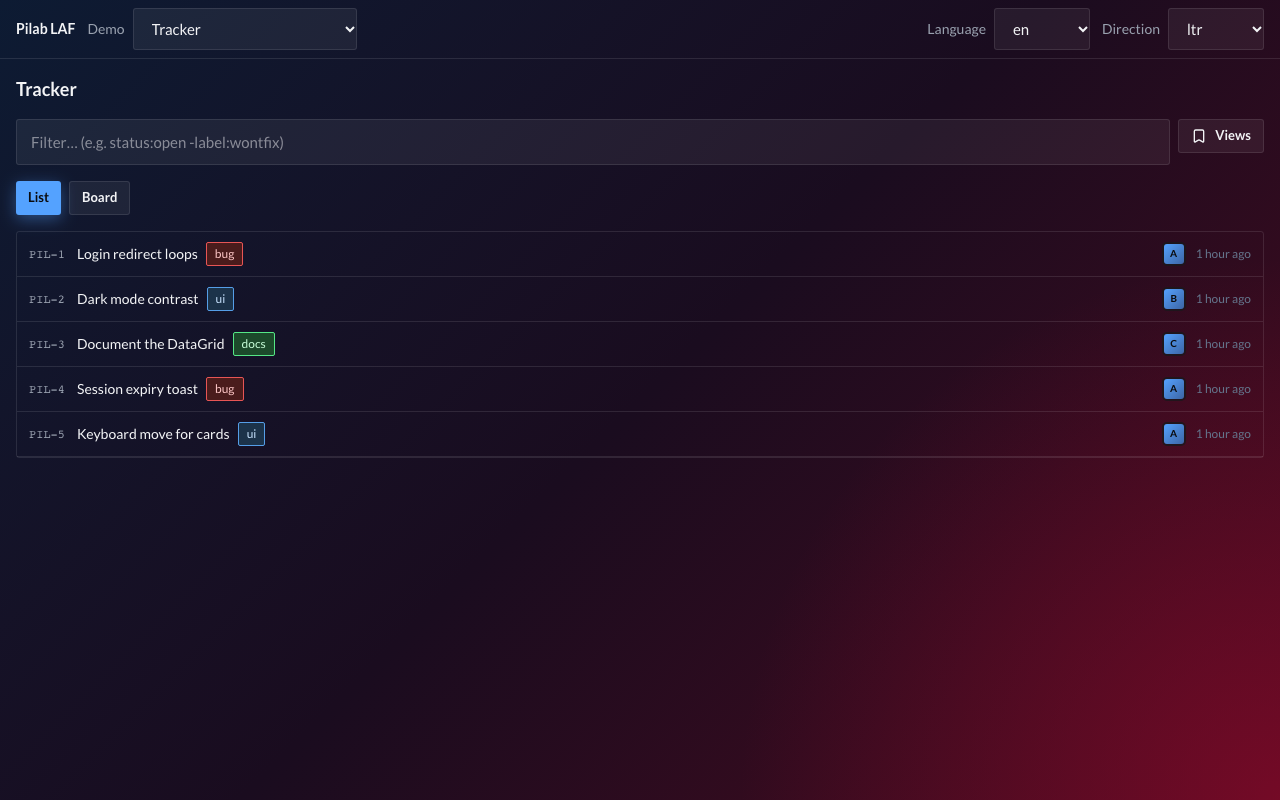 Pilab LAF Demo Tracker Language en Direction ltr
Tracker
Filter... (e.g. status:open -label:wontfix) Views
List Board
PIL-1 Login redirect loops bug A 1 hour ago
PIL-2 Dark mode contrast ui B 1 hour ago
PIL-3 Document the DataGrid docs C 1 hour ago
PIL-4 Session expiry toast bug A 1 hour ago
PIL-5 Keyboard move for cards ui A 1 hour ago